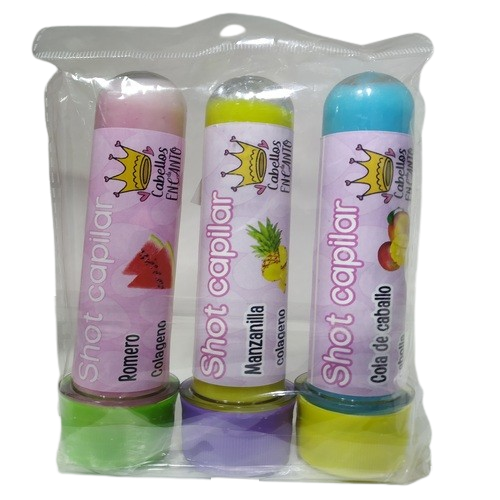 Cabellos
ENCANTO
Shot capilar
Romero
Colageno
Cabellos
ENCANTO
Shot capilar
Manzanilla
colageno
Cabellos
ENCANTO
Shot capilar
Cola de caballo